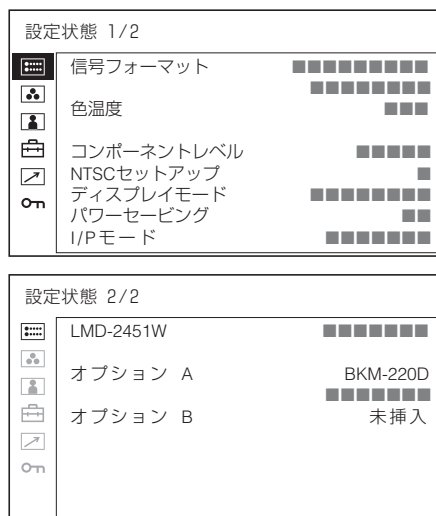 設定状態 1/2
信号フォーマット ■■■■■■■■■
■■■■■■■■
色温度 ■■■
コンポーネントレベル ■■■■■
NTSCセットアップ ■
ディスプレイモード ■■■■■■■■
パワーセービング ■■
I/Pモード ■■■■■■■
設定状態 2/2
LMD-2451W ■■■■■■■
オプション A BKM-220D
■■■■■■■
オプション B 未挿入